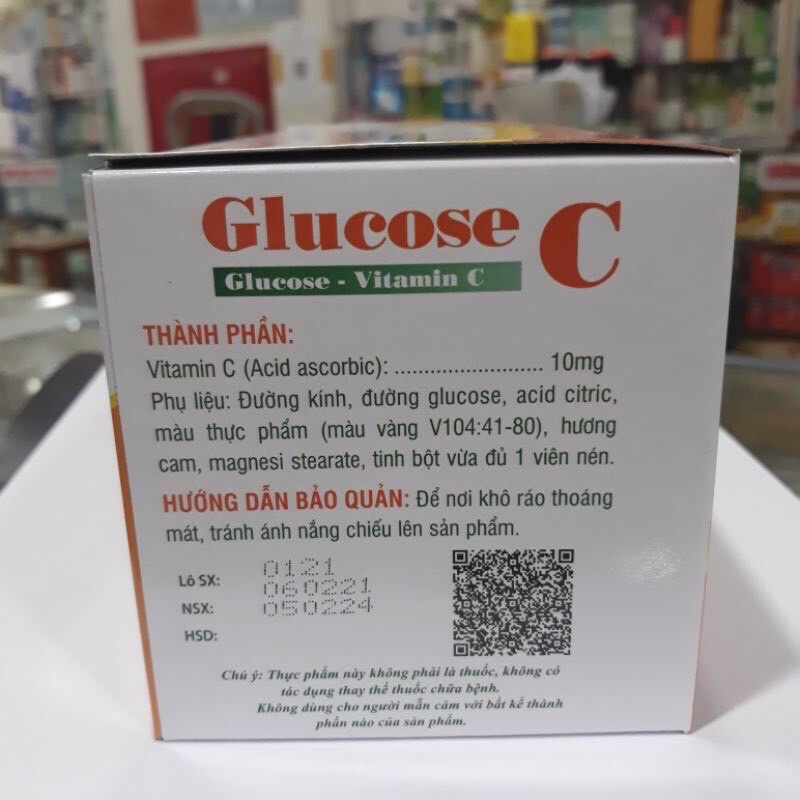 Glucose C
Glucose - Vitamin C
THÀNH PHẦN:
Vitamin C (Acid ascorbic): ......................... 10mg
Phụ liệu: Đường kính, đường glucose, acid citric,
màu thực phẩm (màu vàng V104:41-80), hương
cam, magnesi stearate, tinh bột vừa đủ 1 viên nén.
HƯỚNG DẪN BẢO QUẢN: Để nơi khô ráo thoáng
mát, tránh ánh nắng chiếu lên sản phẩm.
Lô SX: 0121
NSX: 060221
HSD: 050224
Chú ý: Thực phẩm này không phải là thuốc, không có
tác dụng thay thế thuốc chữa bệnh.
Không dùng cho người mẫn cảm với bất kể thành
phần nào của sản phẩm.